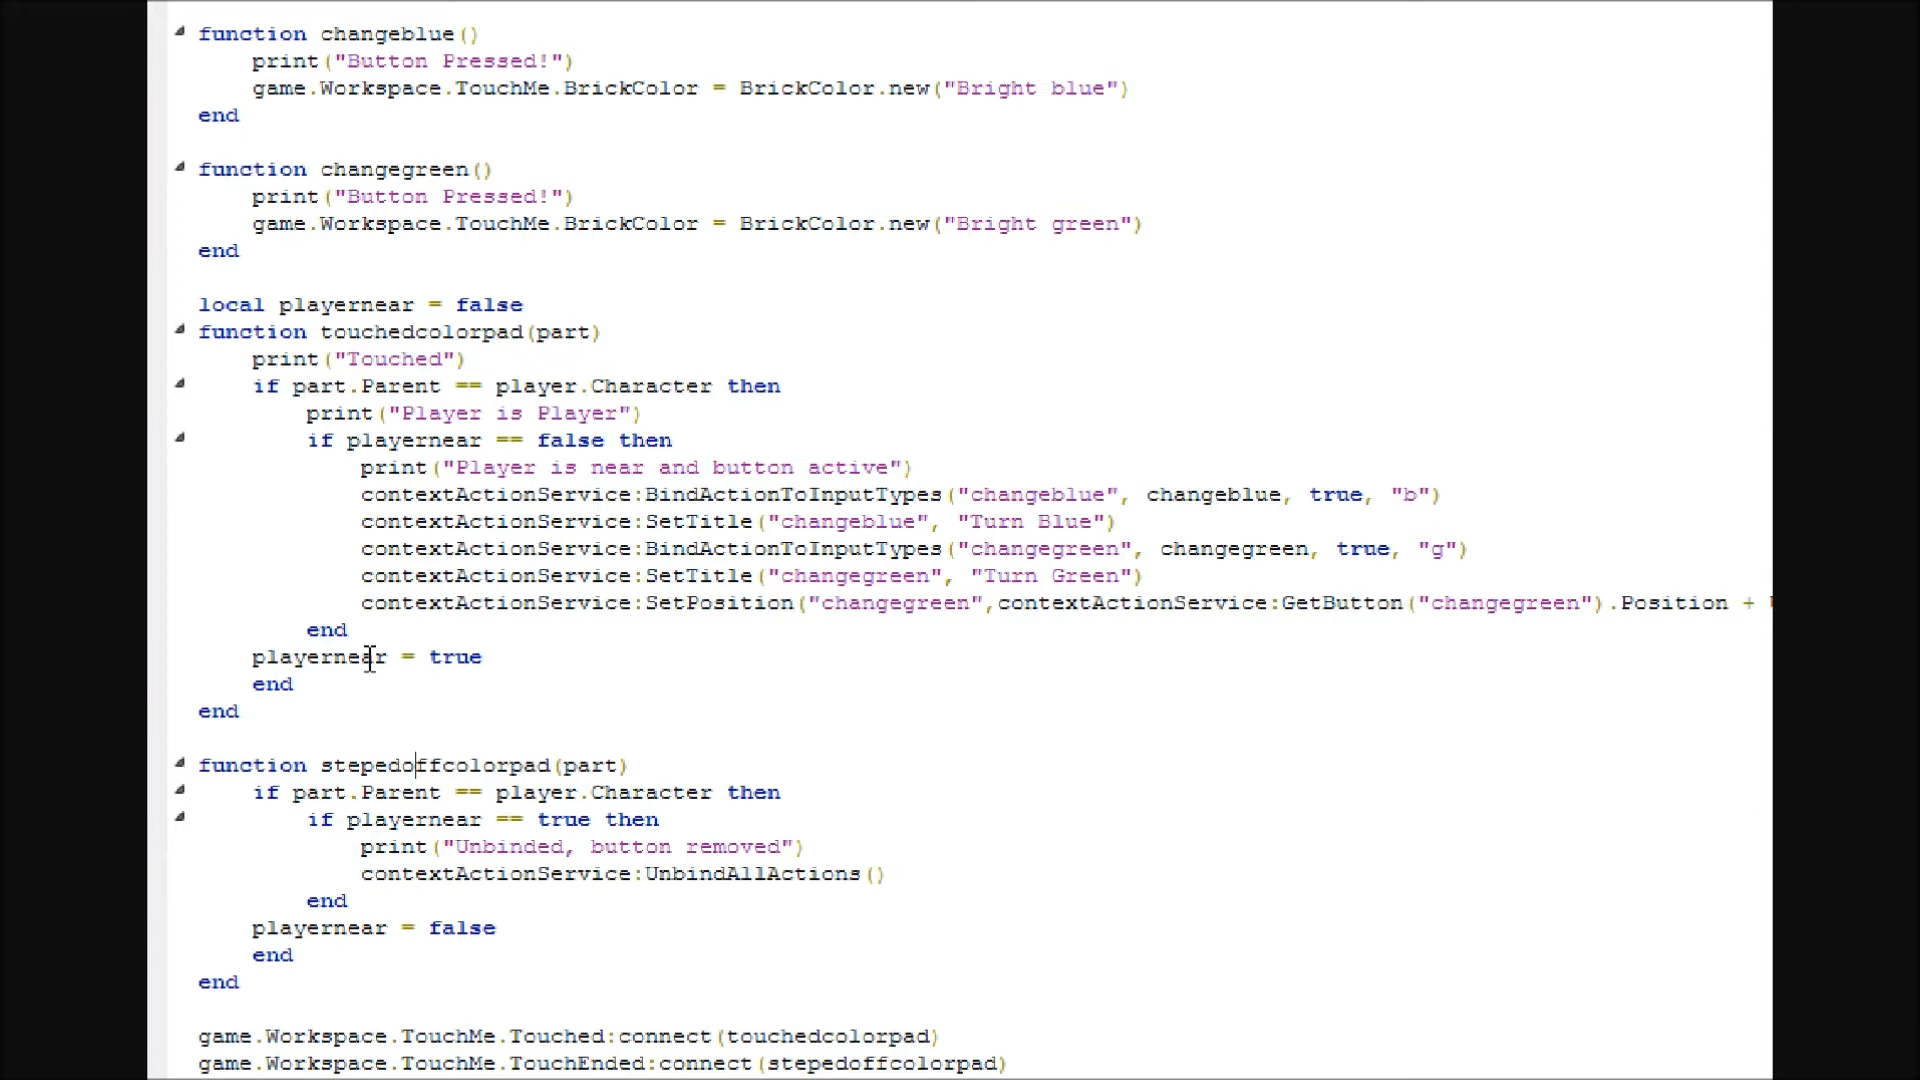 function changeblue()
print("Button Pressed!")
game.Workspace.TouchMe.BrickColor = BrickColor.new("Bright blue")
end
function changegreen()
print("Button Pressed!")
game.Workspace.TouchMe.BrickColor = BrickColor.new("Bright green")
end
local playernear = false
function touchedcolorpad(part)
print("Touched")
if part.Parent == player.Character then
print("Player is Player")
if playernear == false then
print("Player is near and button active")
contextActionService:BindActionToInputTypes("changeblue", changeblue, true, "b")
contextActionService:SetTitle("changeblue", "Turn Blue")
contextActionService:BindActionToInputTypes("changegreen", changegreen, true, "g")
contextActionService:SetTitle("changegreen", "Turn Green")
contextActionService:SetPosition("changegreen",contextActionService:GetButton("changegreen").Position +
end
playernear = true
end
end
function stepedoffcolorpad(part)
if part.Parent == player.Character then
if playernear == true then
print("Unbinded, button removed")
contextActionService:UnbindAllActions()
end
playernear = false
end
end
game.Workspace.TouchMe.Touched:connect(touchedcolorpad)
game.Workspace.TouchMe.TouchEnded:connect(stepedoffcolorpad)